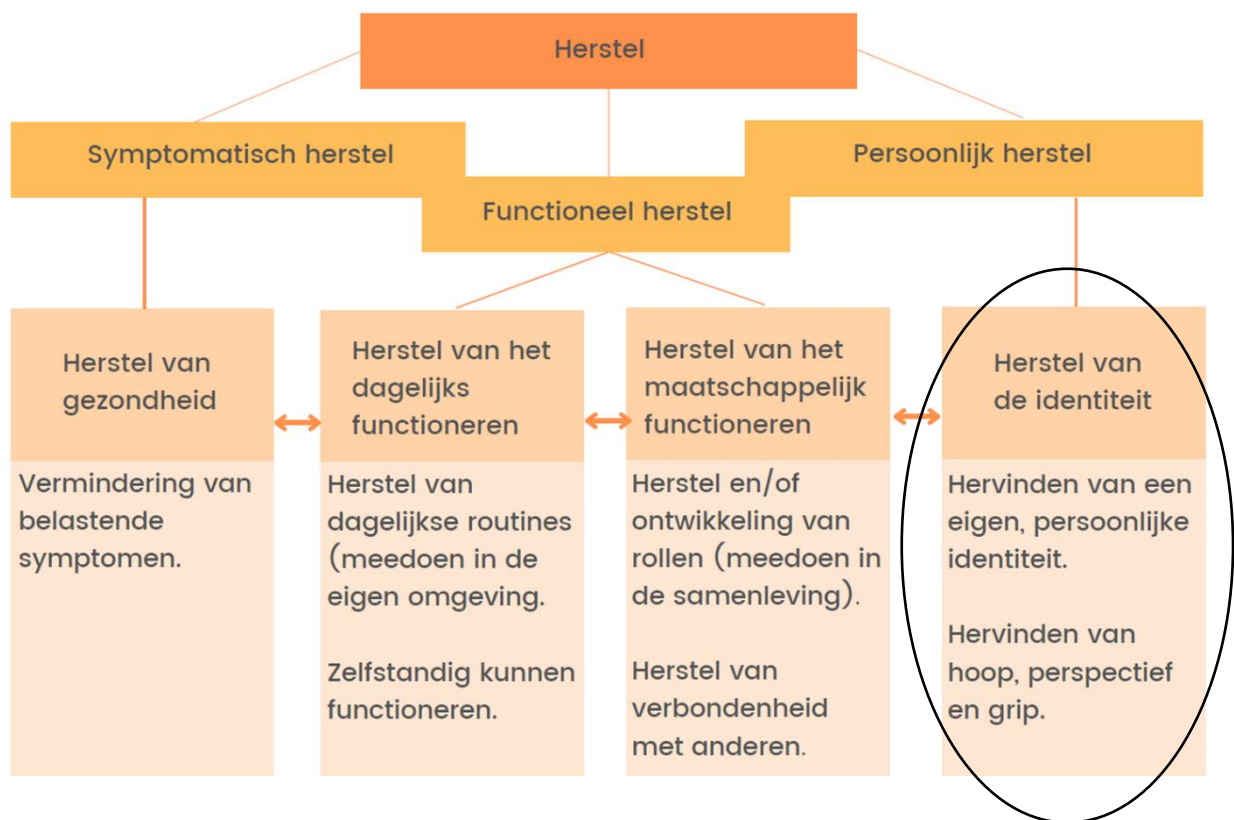 Herstel
Symptomatisch herstel
Functioneel herstel
Persoonlijk herstel
Herstel van
gezondheid
Vermindering van
belastende
symptomen.
Herstel van het
dagelijks
functioneren
Herstel van
dagelijkse routines
(meedoen in de
eigen omgeving.
Zelfstandig kunnen
functioneren.
Herstel van het
maatschappelijk
functioneren
Herstel en/of
ontwikkeling van
rollen (meedoen in
de samenleving).
Herstel van
verbondenheid
met anderen.
Herstel van
de identiteit
Hervinden van een
eigen, persoonlijke
identiteit.
Hervinden van
hoop, perspectief
en grip.